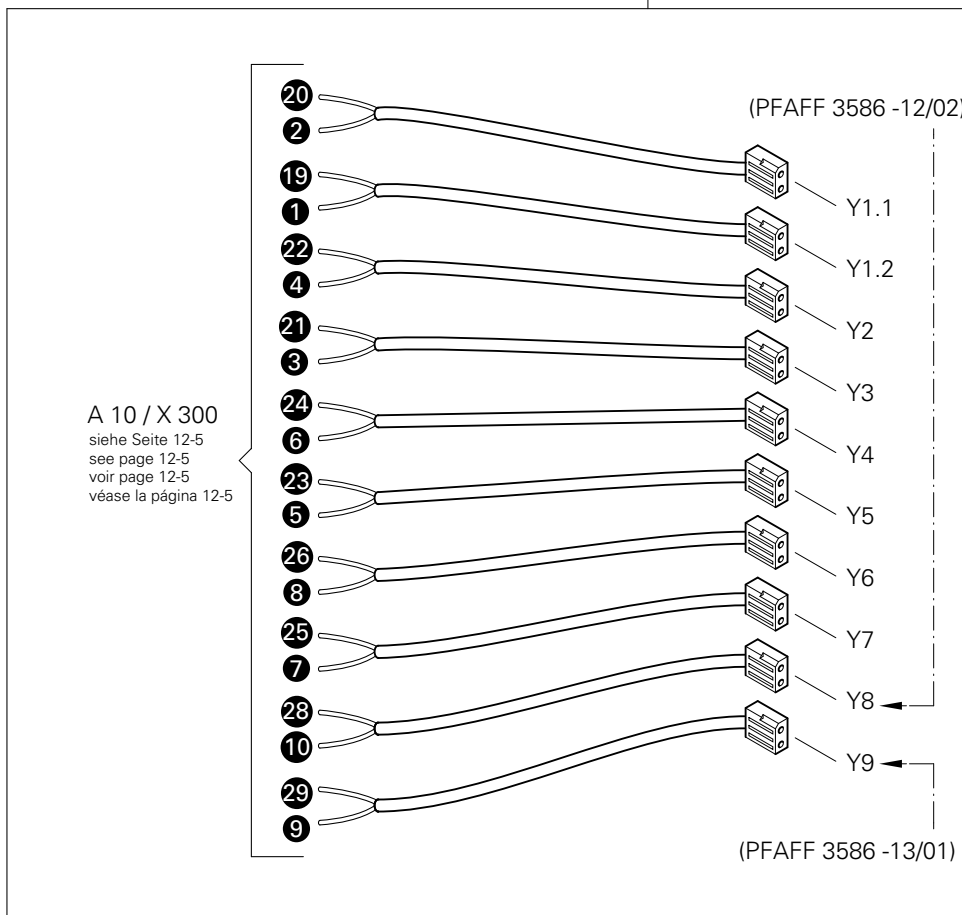 20
(PFAFF 3586 -12/02)
2
19
Y1.1
1
22
Y1.2
4
21
Y2
3
Y3
24
A 10 / X 300
siehe Seite 12-5
see page 12-5
voir page 12-5
véase la página 12-5
6
Y4
23
5
Y5
26
Y6
8
25
Y7
7
Y8
28
10
Y9
29
9
(PFAFF 3586 -13/01)